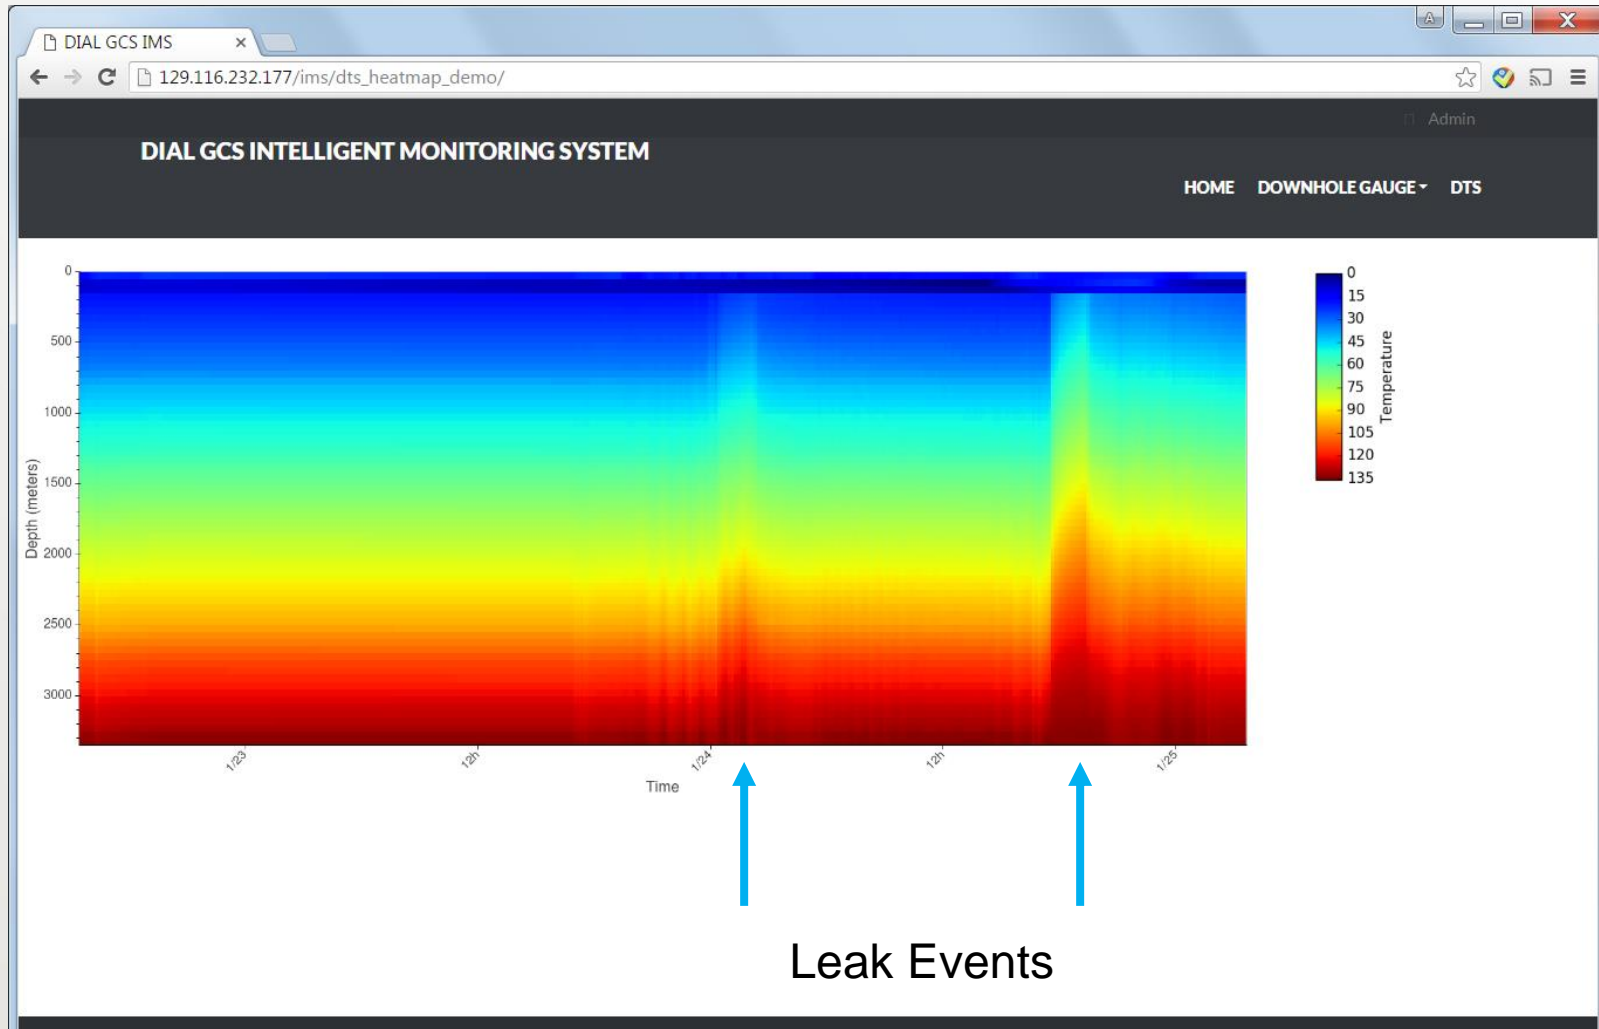 A
DIAL GCS IMS
129.116.232.177/ims/dts_heatmap_demo/
Admin
DIAL GCS INTELLIGENT MONITORING SYSTEM
HOME DOWNHOLE GAUGE DTS
0
500
1000
1500
2000
2500
3000
Depth (meters)
1/23
12h
1/24
12h
1/25
Time
0
15
30
45
60
75
90
105
120
135
Temperature
Leak Events